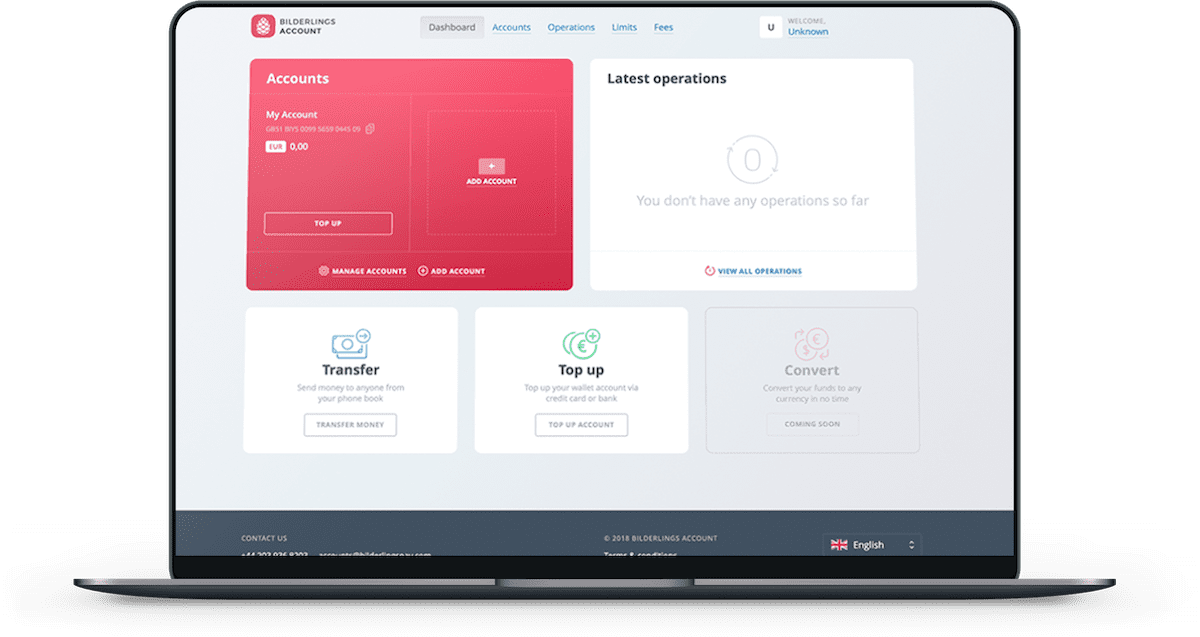 BILDERLINGS
ACCOUNT
Dashboard
Accounts
Operations
Limits
Fees
U
WELCOME,
Unknown
Accounts
My Account
GB51 BIYS 0099 5659 0445 09
EUR 0,00
TOP UP
+
ADD ACCOUNT
MANAGE ACCOUNTS
ADD ACCOUNT
Latest operations
0
You don't have any operations so far
VIEW ALL OPERATIONS
Transfer
Send money to anyone from
your phone book
TRANSFER MONEY
€
Top up
Top up your wallet account via
credit card or bank
TOP UP ACCOUNT
$ €
Convert
Convert your funds to any
currency in no time
COMING SOON
CONTACT US
+44 203 936 8203 accounts@bilderlingspay.com
© 2018 BILDERLINGS ACCOUNT
Terms & conditions
English